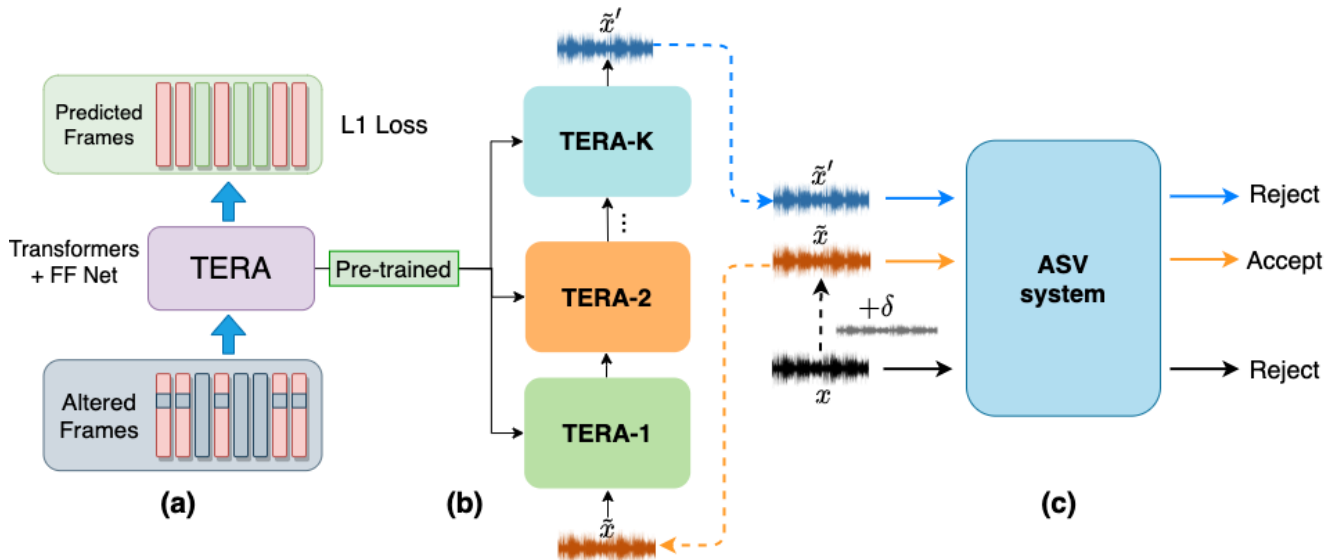 Predicted
Frames
L1 Loss
Transformers
+ FF Net
TERA
Pre-trained
Altered
Frames
(a)
x̃′
TERA-K
⋮
TERA-2
TERA-1
x̃
(b)
x̃′
x̃
+δ
x
ASV
system
Reject
Accept
Reject
(c)